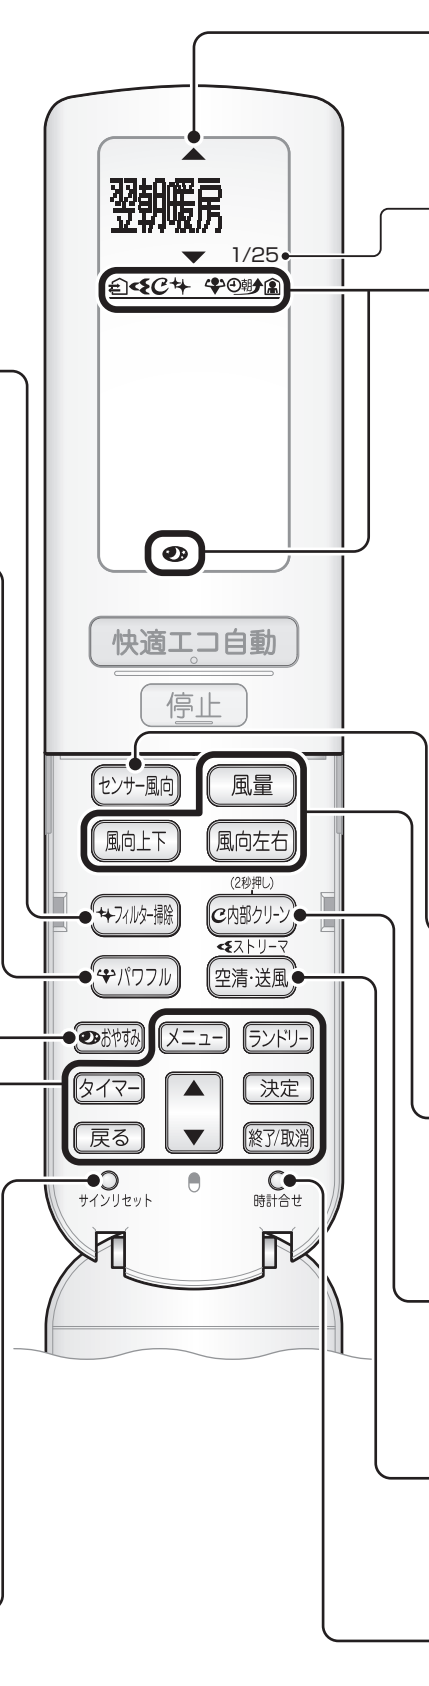 翌朝暖房
1/25
朝
快適エコ自動
停止
センサー風向
風量
風向上下
風向左右
(2秒押し)
フィルター掃除
内部クリーン
ストリーマ
パワフル
空清・送風
おやすみ
メニュー
ランドリー
タイマー
決定
戻る
終了/取消
サインリセット
時計合せ